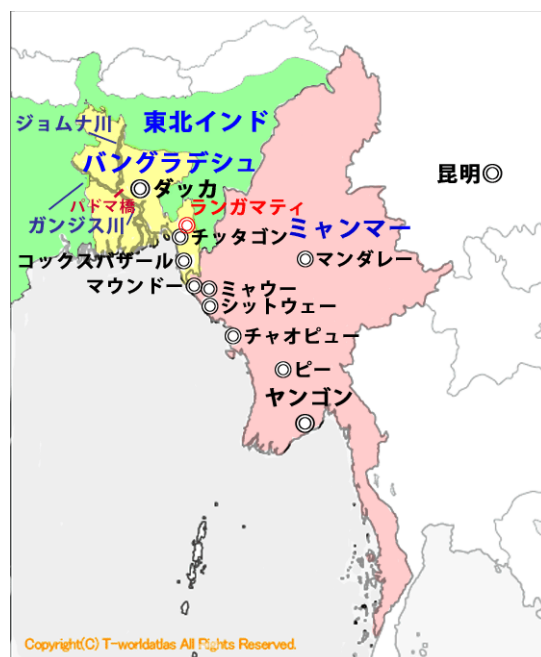 ジョムナ川
東北インド
バングラデシュ
昆明
ダッカ
パドマ橋
ランガマティ
ガンジス川
ミャンマー
チッタゴン
コックスバザール
マンダレー
マウンドー
ミャウー
シットウェー
チャオピュー
ピー
ヤンゴン
Copyright(C) T-worldatlas All Rights Reserved.